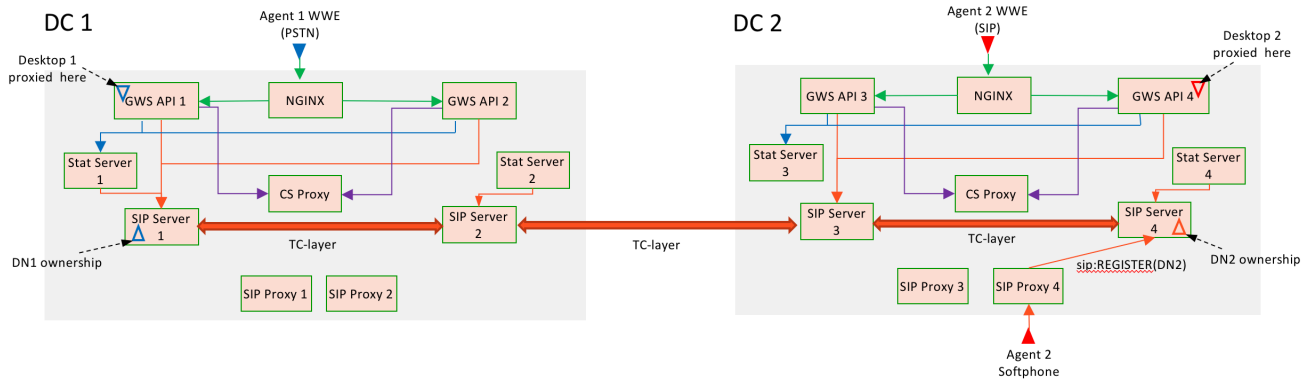 DC 1
Agent 1 WWE
(PSTN)
Desktop 1
proxied here
GWS API 1
NGINX
GWS API 2
Stat Server
1
Stat Server
2
CS Proxy
SIP Server
1
SIP Server
2
TC-layer
DN1 ownership
SIP Proxy 1
SIP Proxy 2
TC-layer
DC 2
Agent 2 WWE
(SIP)
Desktop 2
proxied here
GWS API 3
NGINX
GWS API 4
Stat Server
3
Stat Server
4
CS Proxy
SIP Server
3
SIP Server
4
TC-layer
DN2 ownership
sip:REGISTER(DN2)
SIP Proxy 3
SIP Proxy 4
Agent 2
Softphone